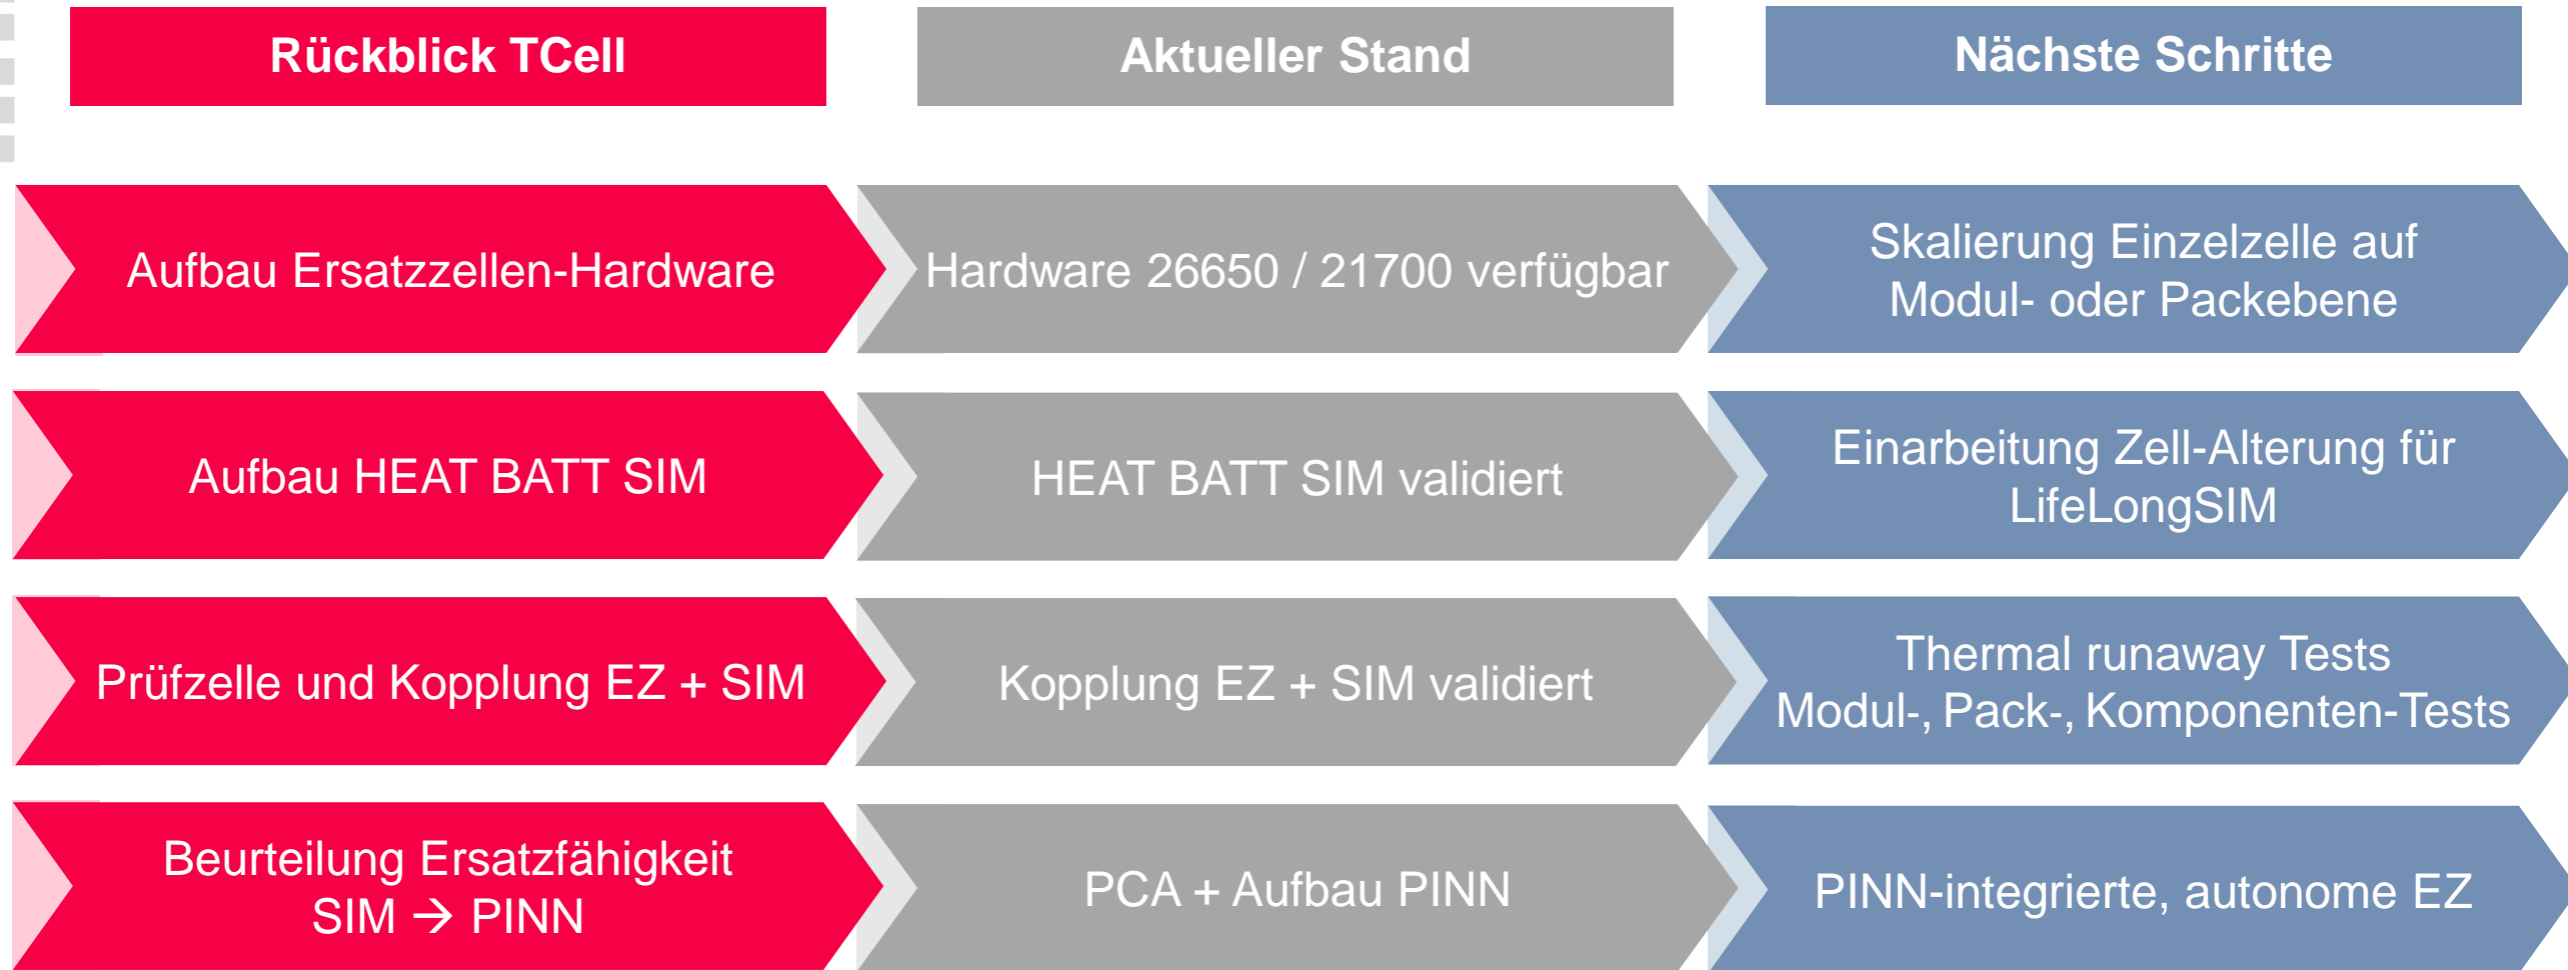 Rückblick TCell
Aktueller Stand
Nächste Schritte
Aufbau Ersatzzellen-Hardware
Hardware 26650 / 21700 verfügbar
Skalierung Einzelzelle auf
Modul- oder Packebene
Aufbau HEAT BATT SIM
HEAT BATT SIM validiert
Einarbeitung Zell-Alterung für
LifeLongSIM
Prüfzelle und Kopplung EZ + SIM
Kopplung EZ + SIM validiert
Thermal runaway Tests
Modul-, Pack-, Komponenten-Tests
Beurteilung Ersatzfähigkeit
SIM → PINN
PCA + Aufbau PINN
PINN-integrierte, autonome EZ